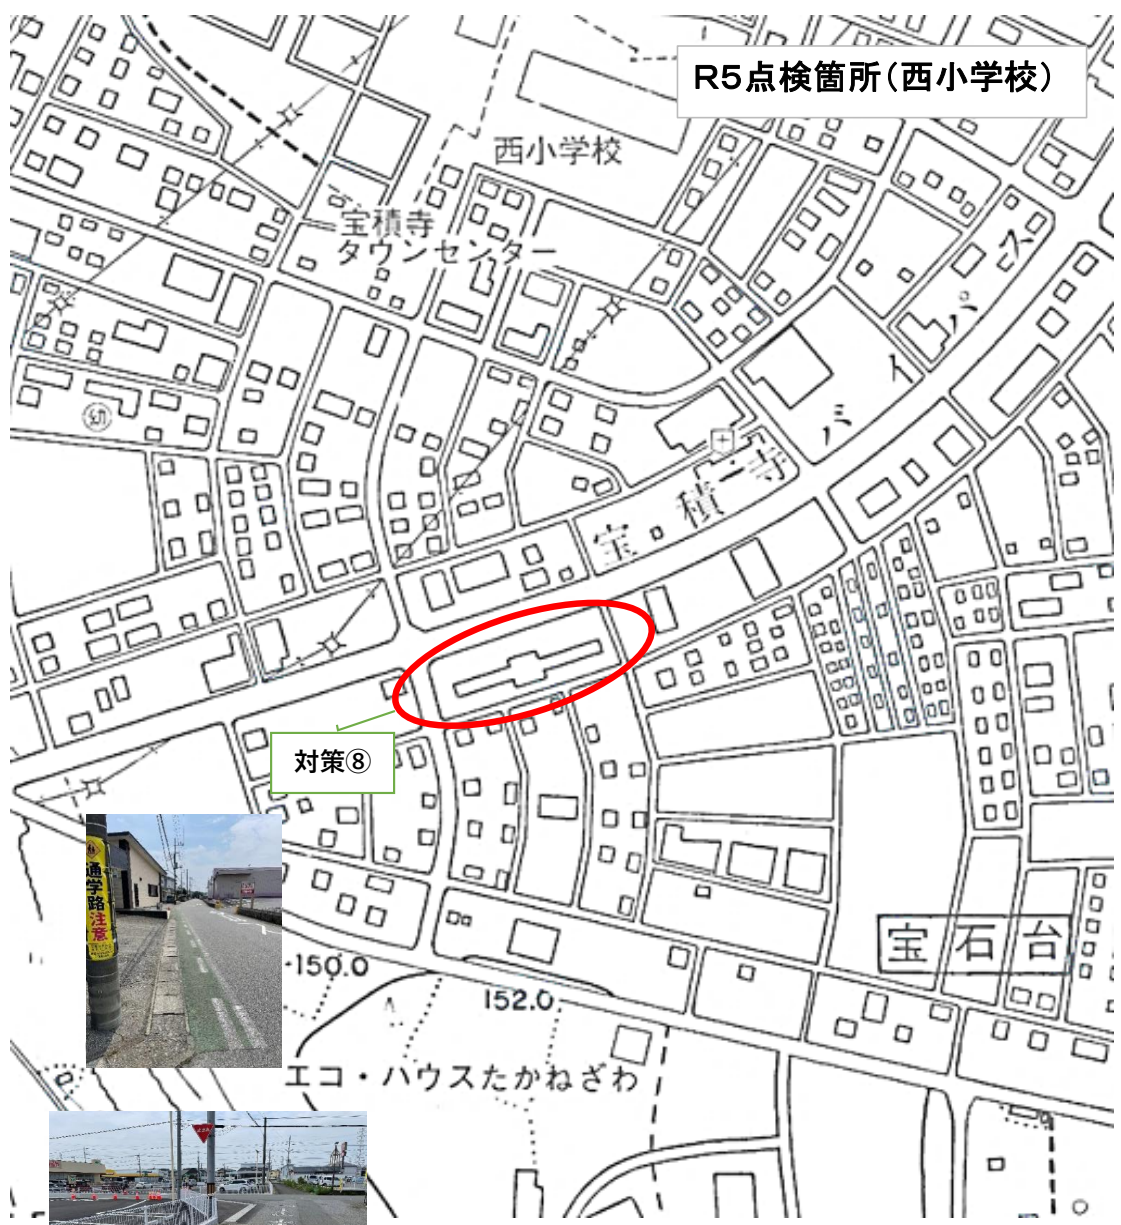 R5点検箇所（西小学校）
西小学校
宝積寺
タウンセンター
宝積寺バイパス
幼
対策⑧
通学路注意
宝石台
150.0
152.0
エコ・ハウスたかねざわ
止まれ